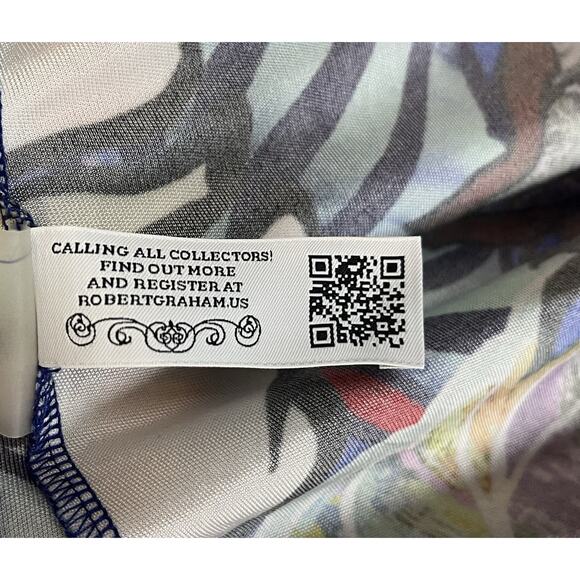 CALLING ALL COLLECTORS!
FIND OUT MORE
AND REGISTER AT
ROBERTGRAHAM.US